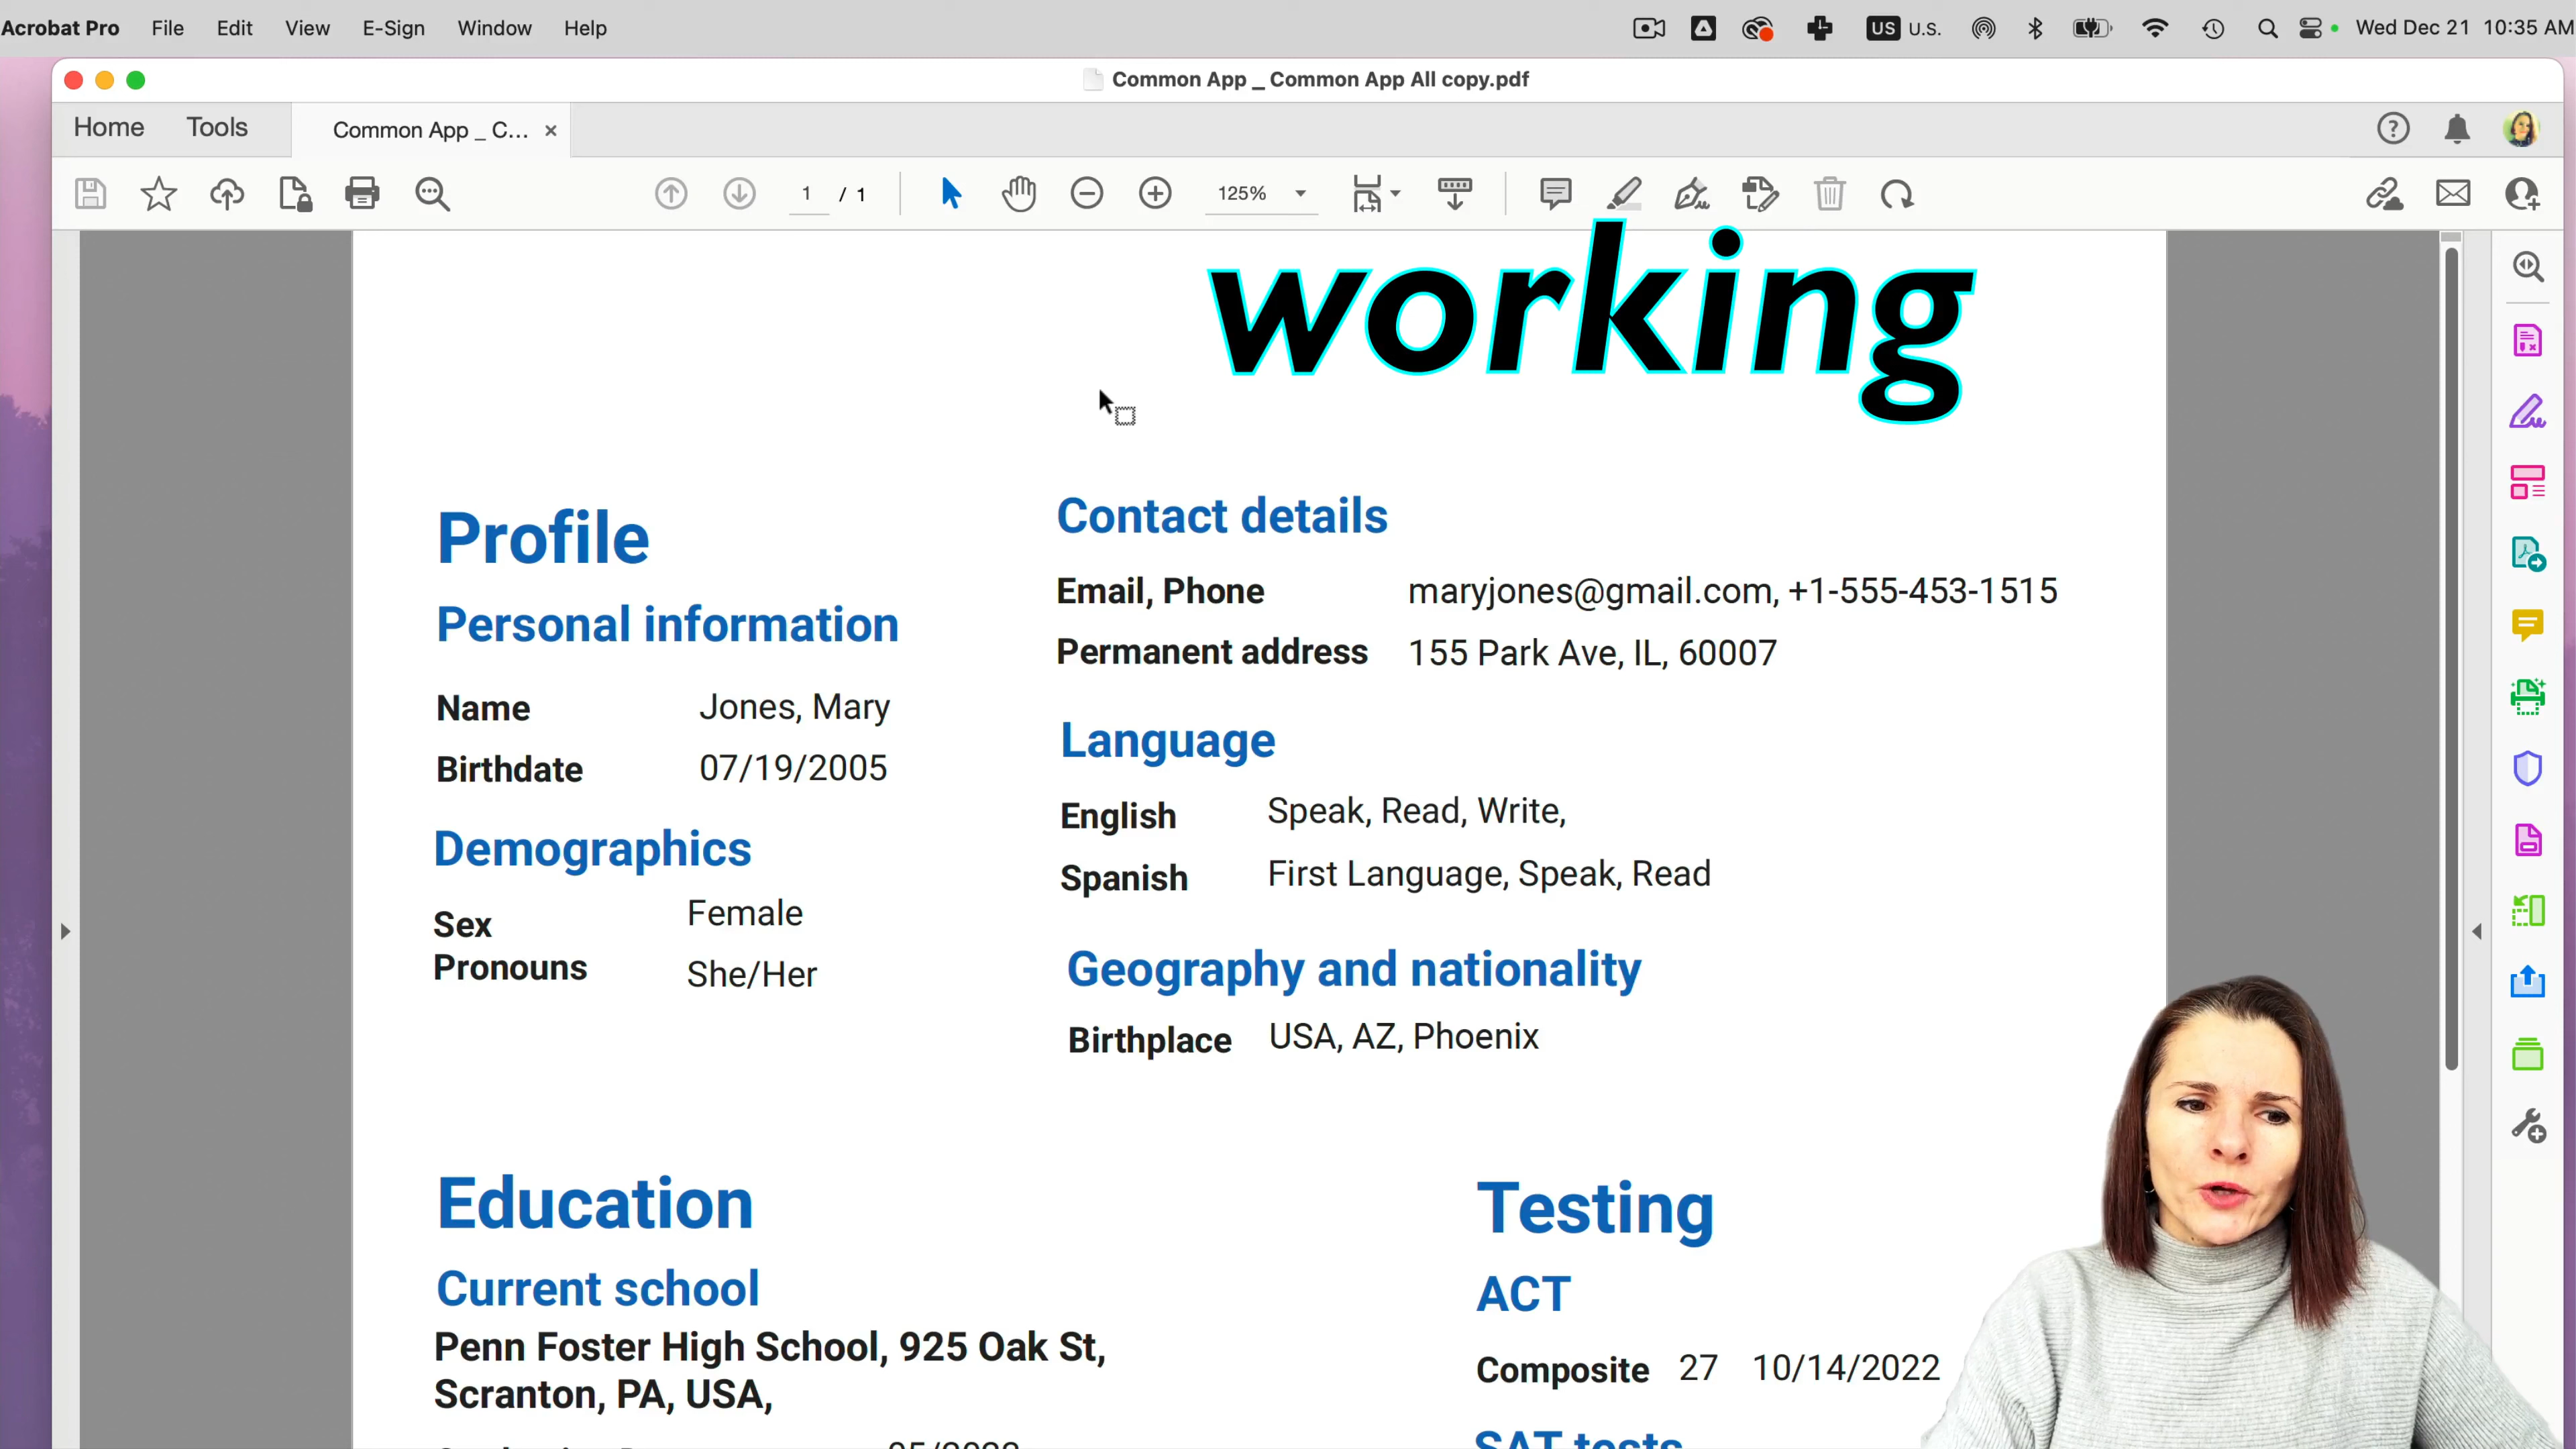 Acrobat Pro File Edit View E-Sign Window Help US U.S. Wed Dec 21 10:35 AM
Common App _ Common App All copy.pdf
Home Tools Common App _ C... ×
1 / 1 125%
working
Profile
Personal information
Name Jones, Mary
Birthdate 07/19/2005
Demographics
Sex Female
Pronouns She/Her
Contact details
Email, Phone maryjones@gmail.com, +1-555-453-1515
Permanent address 155 Park Ave, IL, 60007
Language
English Speak, Read, Write,
Spanish First Language, Speak, Read
Geography and nationality
Birthplace USA, AZ, Phoenix
Education
Current school
Penn Foster High School, 925 Oak St,
Scranton, PA, USA,
Testing
ACT
Composite 27 10/14/2022
SAT tests